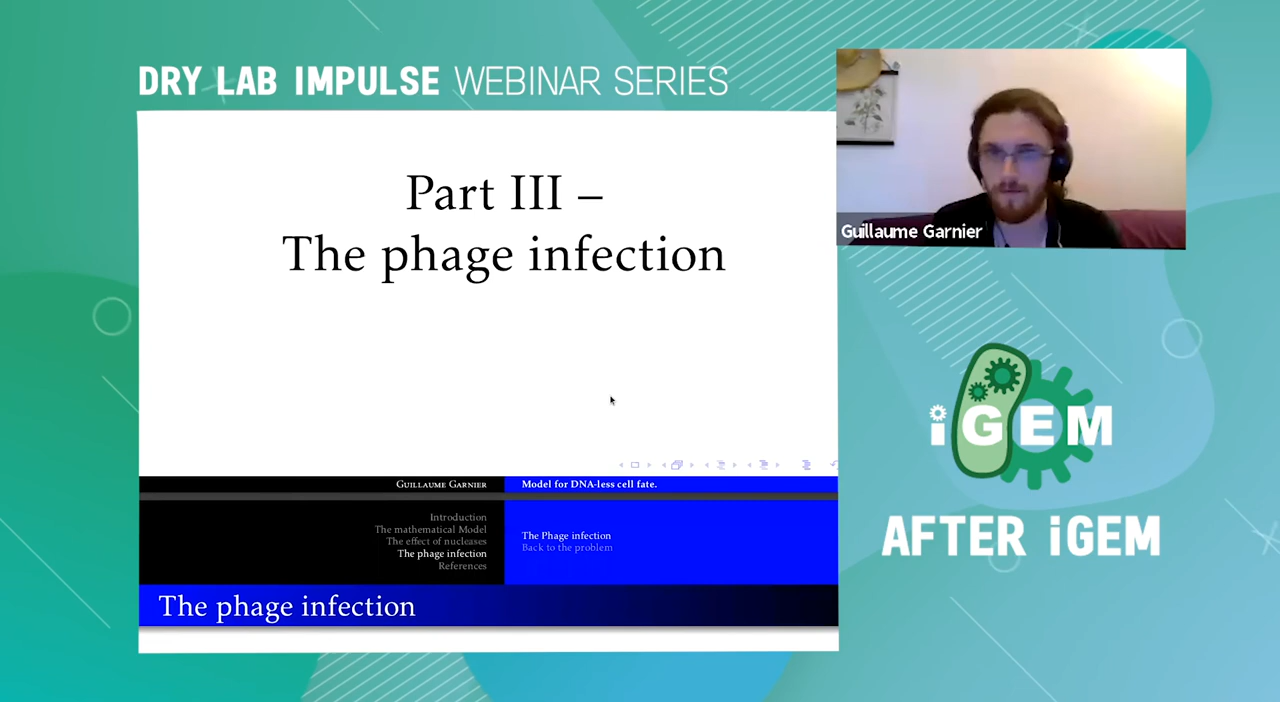 DRY LAB IMPULSE WEBINAR SERIES
Part III –
The phage infection
GUILLAUME GARNIER
Model for DNA-less cell fate.
Introduction
The mathematical Model
The effect of nucleases
The phage infection
References
The Phage infection
Back to the problem
The phage infection
Guillaume Garnier
iGEM
AFTER iGEM